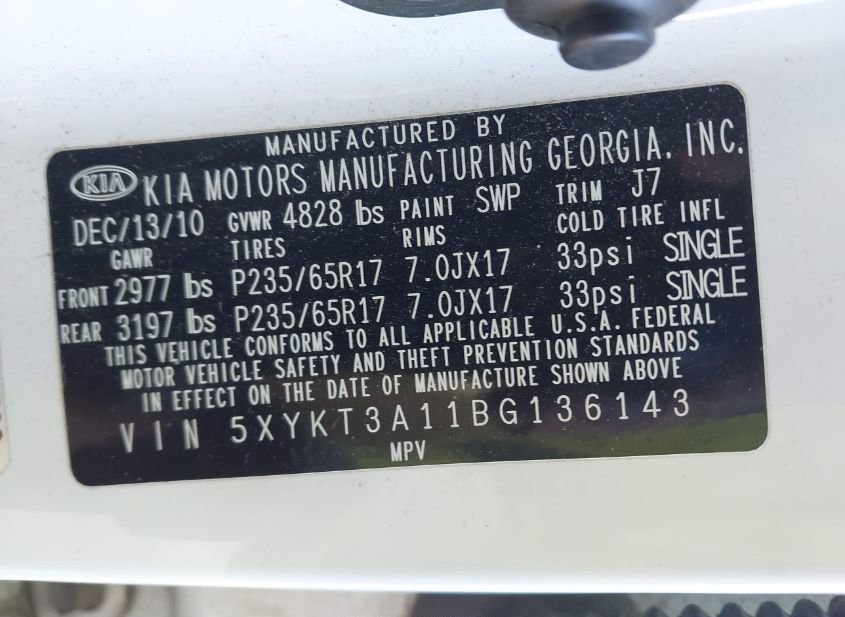 MANUFACTURED BY
KIA KIA MOTORS MANUFACTURING GEORGIA, INC.
DEC/13/10 GVWR 4828 lbs PAINT SWP TRIM J7
GAWR TIRES RIMS COLD TIRE INFL
FRONT 2977 lbs P235/65R17 7.0JX17 33psi SINGLE
REAR 3197 lbs P235/65R17 7.0JX17 33psi SINGLE
THIS VEHICLE CONFORMS TO ALL APPLICABLE U.S.A. FEDERAL
MOTOR VEHICLE SAFETY AND THEFT PREVENTION STANDARDS
IN EFFECT ON THE DATE OF MANUFACTURE SHOWN ABOVE
VIN 5XYKT3A11BG136143
MPV